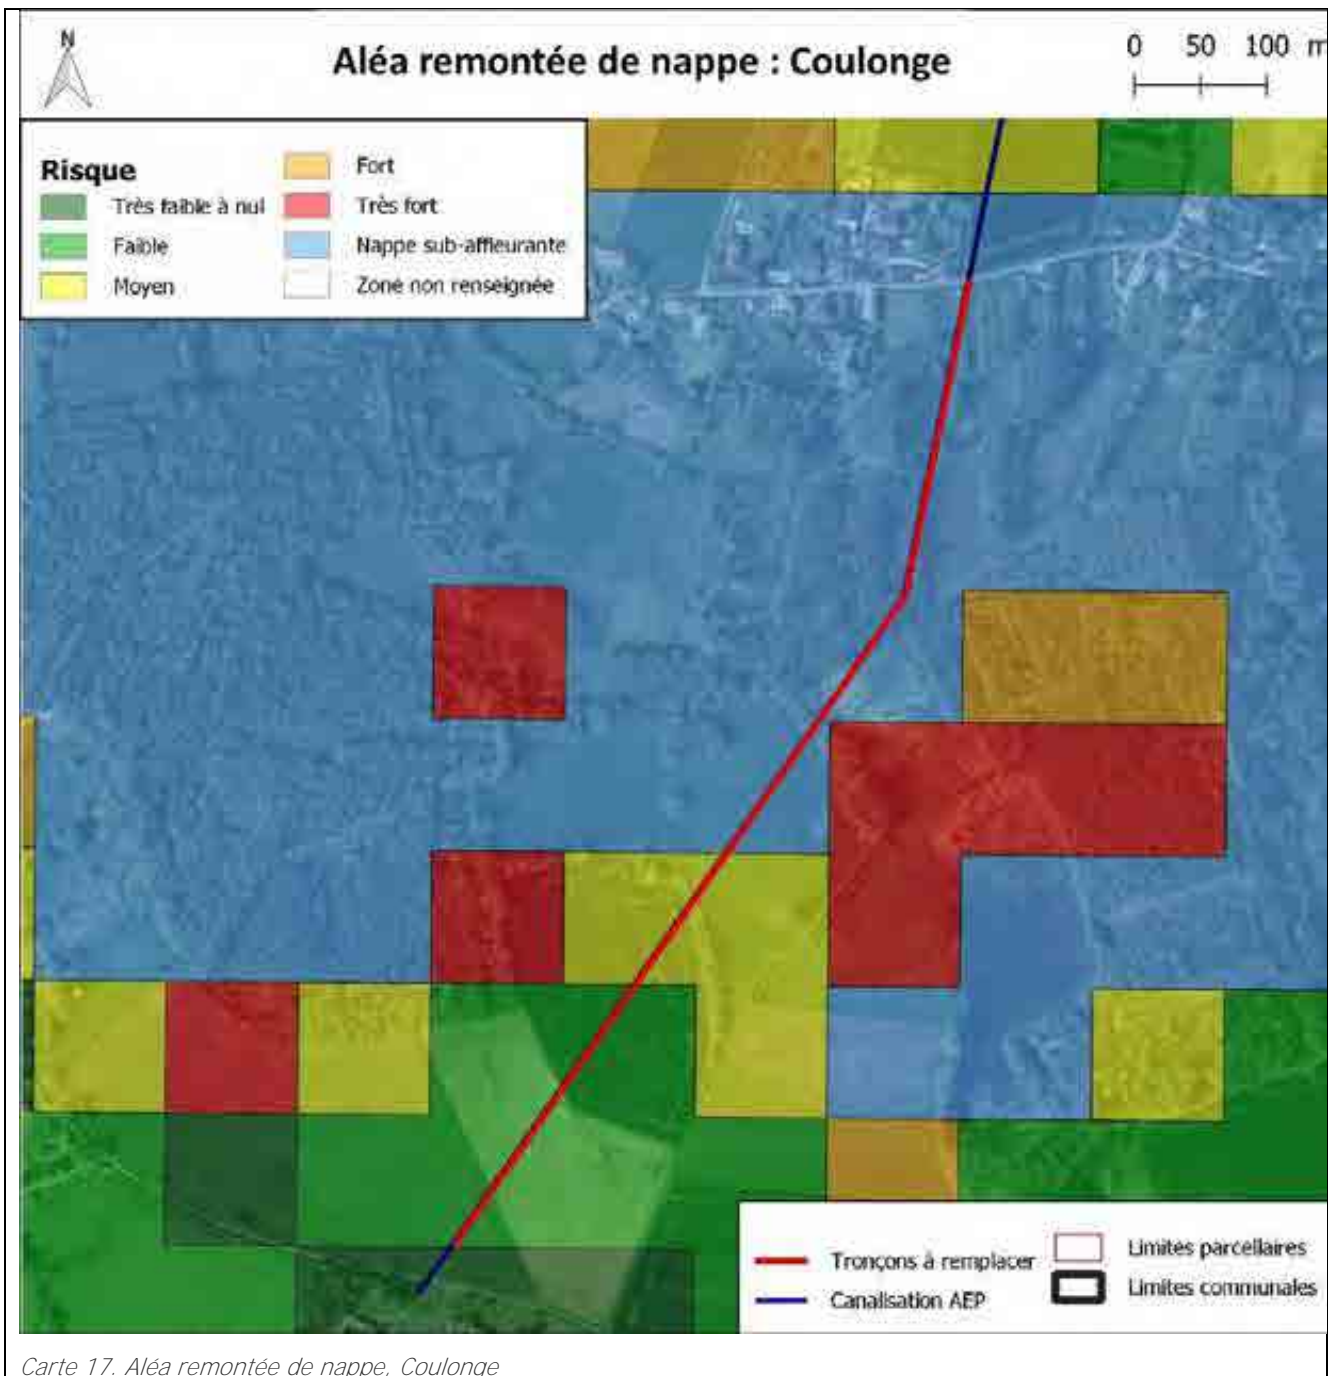 N
Aléa remontée de nappe : Coulonge
0 50 100 m
Risque
Très faible à nul
Faible
Moyen
Fort
Très fort
Nappe sub-affleurante
Zone non renseignée
Tronçons à remplacer
Canalisation AEP
Limites parcellaires
Limites communales
Carte 17. Aléa remontée de nappe, Coulonge